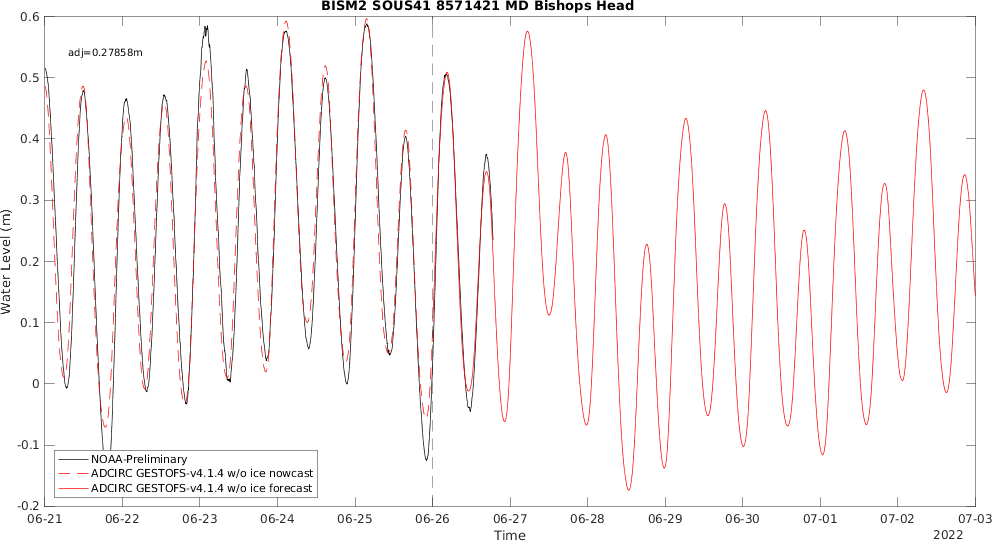 BISM2 SOUS41 8571421 MD Bishops Head
adj=0.27858m
0.6
0.5
0.4
0.3
0.2
0.1
0
-0.1
-0.2
Water Level (m)
NOAA-Preliminary
ADCIRC GESTOFS-v4.1.4 w/o ice nowcast
ADCIRC GESTOFS-v4.1.4 w/o ice forecast
06-21 06-22 06-23 06-24 06-25 06-26 06-27 06-28 06-29 06-30 07-01 07-02 07-03
Time
2022